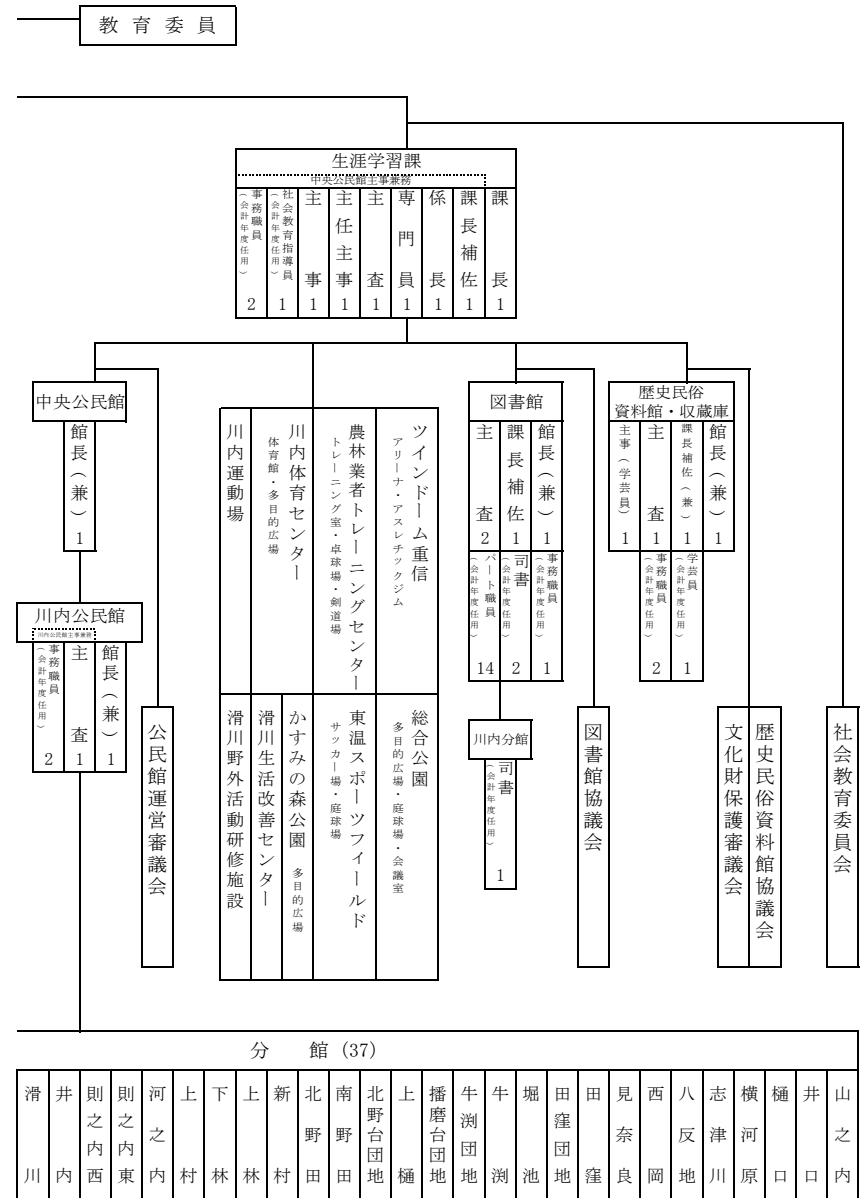 教育委員
生涯学習課
中央公民館主事兼務
課長 1
課長補佐 1
係長 1
専門員 1
主査 1
主任主事 1
主事 1
社会教育指導員
(会計年度任用)
1
事務職員
(会計年度任用)
2
中央公民館
館長(兼) 1
川内公民館
川内公民館主事兼務
館長(兼) 1
主査 1
事務職員
(会計年度任用)
2
公民館運営審議会
ツインドーム重信
アリーナ・アスレチックジム
農林業者トレーニングセンター
トレーニング室・卓球場・剣道場
川内体育センター
体育館・多目的広場
川内運動場
総合公園
多目的広場・庭球場・会議室
東温スポーツフィールド
サッカー場・庭球場
かすみの森公園 多目的広場
滑川生活改善センター
滑川野外活動研修施設
図書館
館長(兼) 1
課長補佐 1
主査 2
事務職員
(会計年度任用)
1
司書
(会計年度任用)
2
パート職員
(会計年度任用)
14
川内分館
司書
(会計年度任用)
1
図書館協議会
歴史民俗
資料館・収蔵庫
館長(兼) 1
課長補佐(兼) 1
主査 1
主事(学芸員) 1
学芸員
(会計年度任用)
1
事務職員
(会計年度任用)
2
歴史民俗資料館協議会
文化財保護審議会
社会教育委員会
分 館 (37)
山之内
井口
樋口
横河原
志津川
八反地
西岡
見奈良
田窪
田窪団地
堀池
牛渕
牛渕団地
播磨台団地
上樋
北野台団地
南野田
北野田
新村
上林
下林
上村
河之内
則之内東
則之内西
井内
滑川